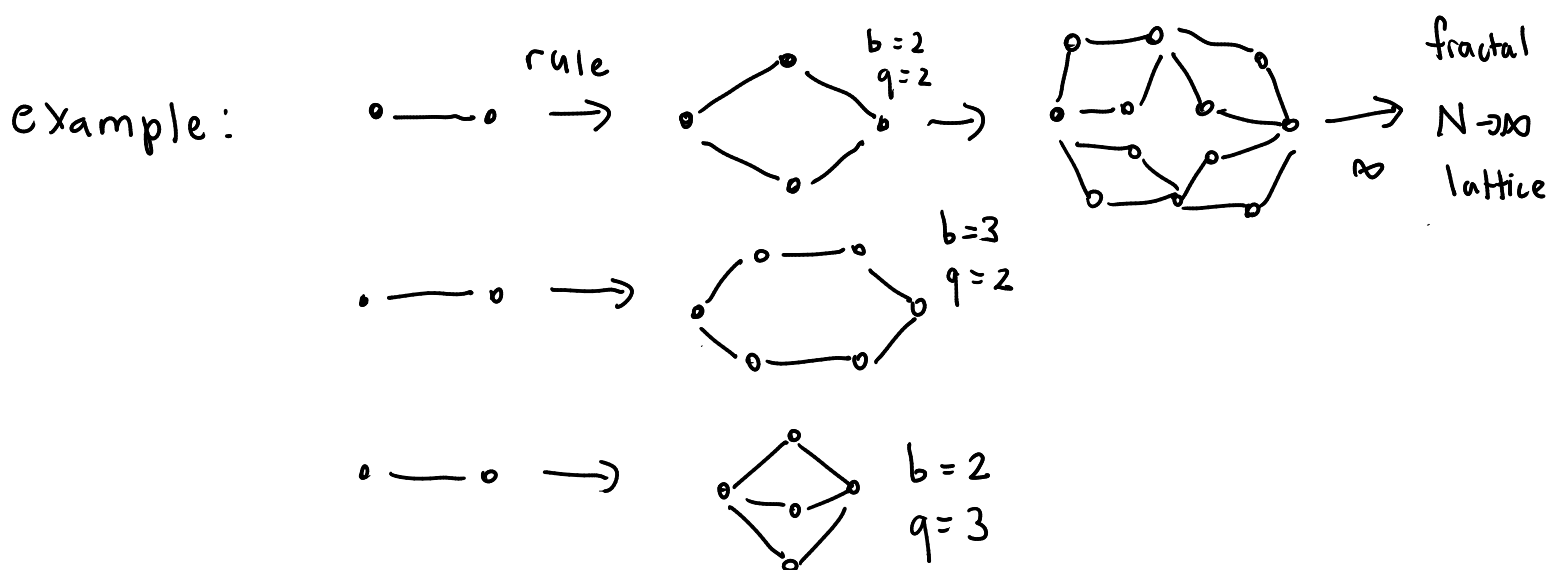 example:
rule
b=2
q=2
fractal
N→∞
lattice
∞
b=3
q=2
b=2
q=3